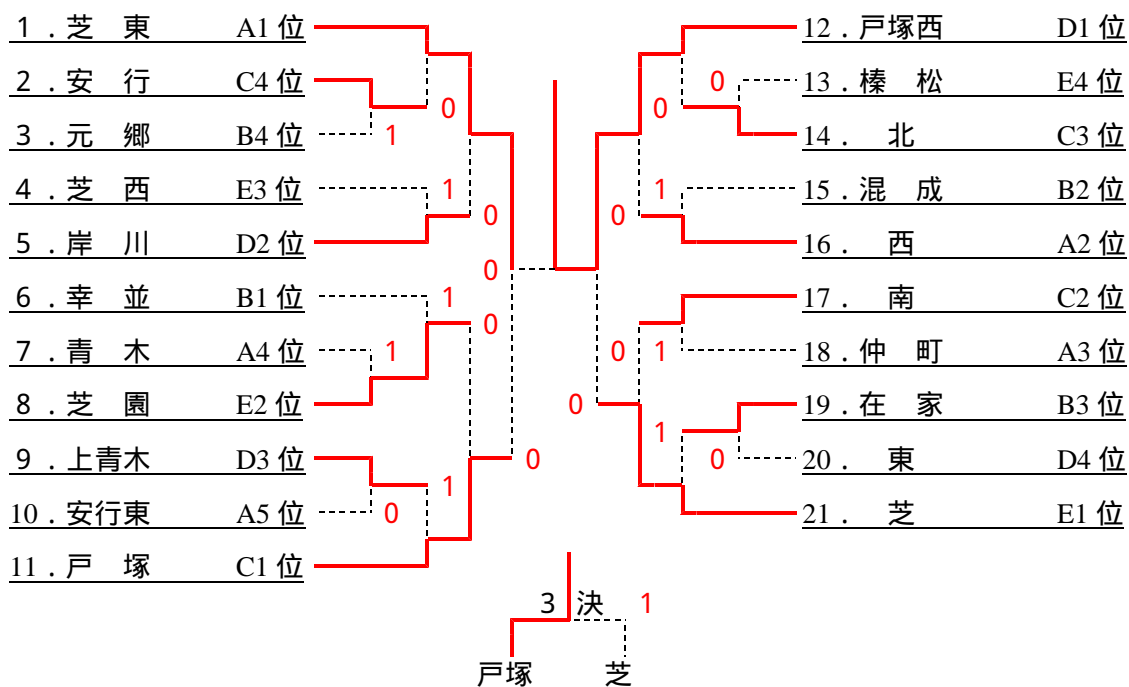 1．芝　東　A1位
2．安　行　C4位
3．元　郷　B4位
4．芝　西　E3位
5．岸　川　D2位
6．幸　並　B1位
7．青　木　A4位
8．芝　園　E2位
9．上青木　D3位
10．安行東　A5位
11．戸　塚　C1位
0
1
1
0
0
1
0
1
1
0
0
12．戸塚西　D1位
13．榛　松　E4位
14．　北　C3位
15．混　成　B2位
16．　西　A2位
17．　南　C2位
18．仲　町　A3位
19．在　家　B3位
20．　東　D4位
21．　芝　E1位
0
0
1
0
0
1
0
1
0
3決　1
戸塚　芝